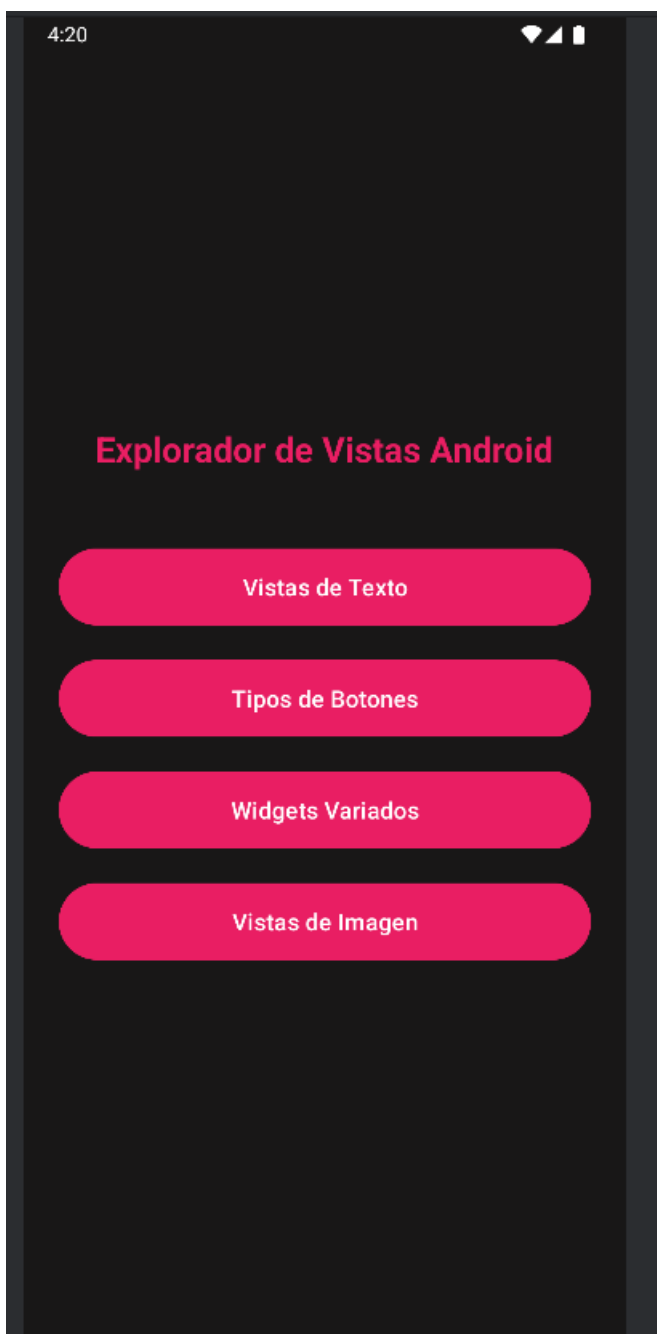 4:20
Explorador de Vistas Android
Vistas de Texto
Tipos de Botones
Widgets Variados
Vistas de Imagen